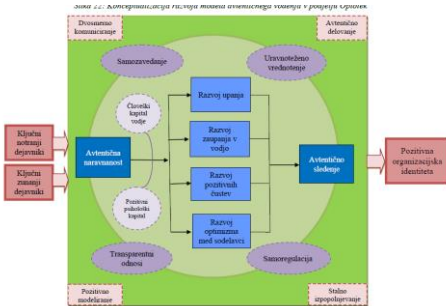 Slika 22: Konceptualizacija razvoja modela avtentičnega vodenja v podjetju Optotek
Dvosmerno
komuniciranje
Avtentično
delovanje
Samozavedanje
Uravnoteženo
vrednotenje
Človeški
kapital
vodje
Razvoj upanja
Ključni
notranji
dejavniki
Avtentična
naravnanost
Razvoj
zaupanja v
vodjo
Avtentično
sledenje
Pozitivna
organizacijska
identiteta
Ključni
zunanji
dejavniki
Razvoj
pozitivnih
čustev
Pozitivni
psihološki
kapital
Razvoj
optimizma
med sodelavci
Transparentni
odnosi
Samoregulacija
Pozitivno
modeliranje
Stalno
izpopolnjevanje